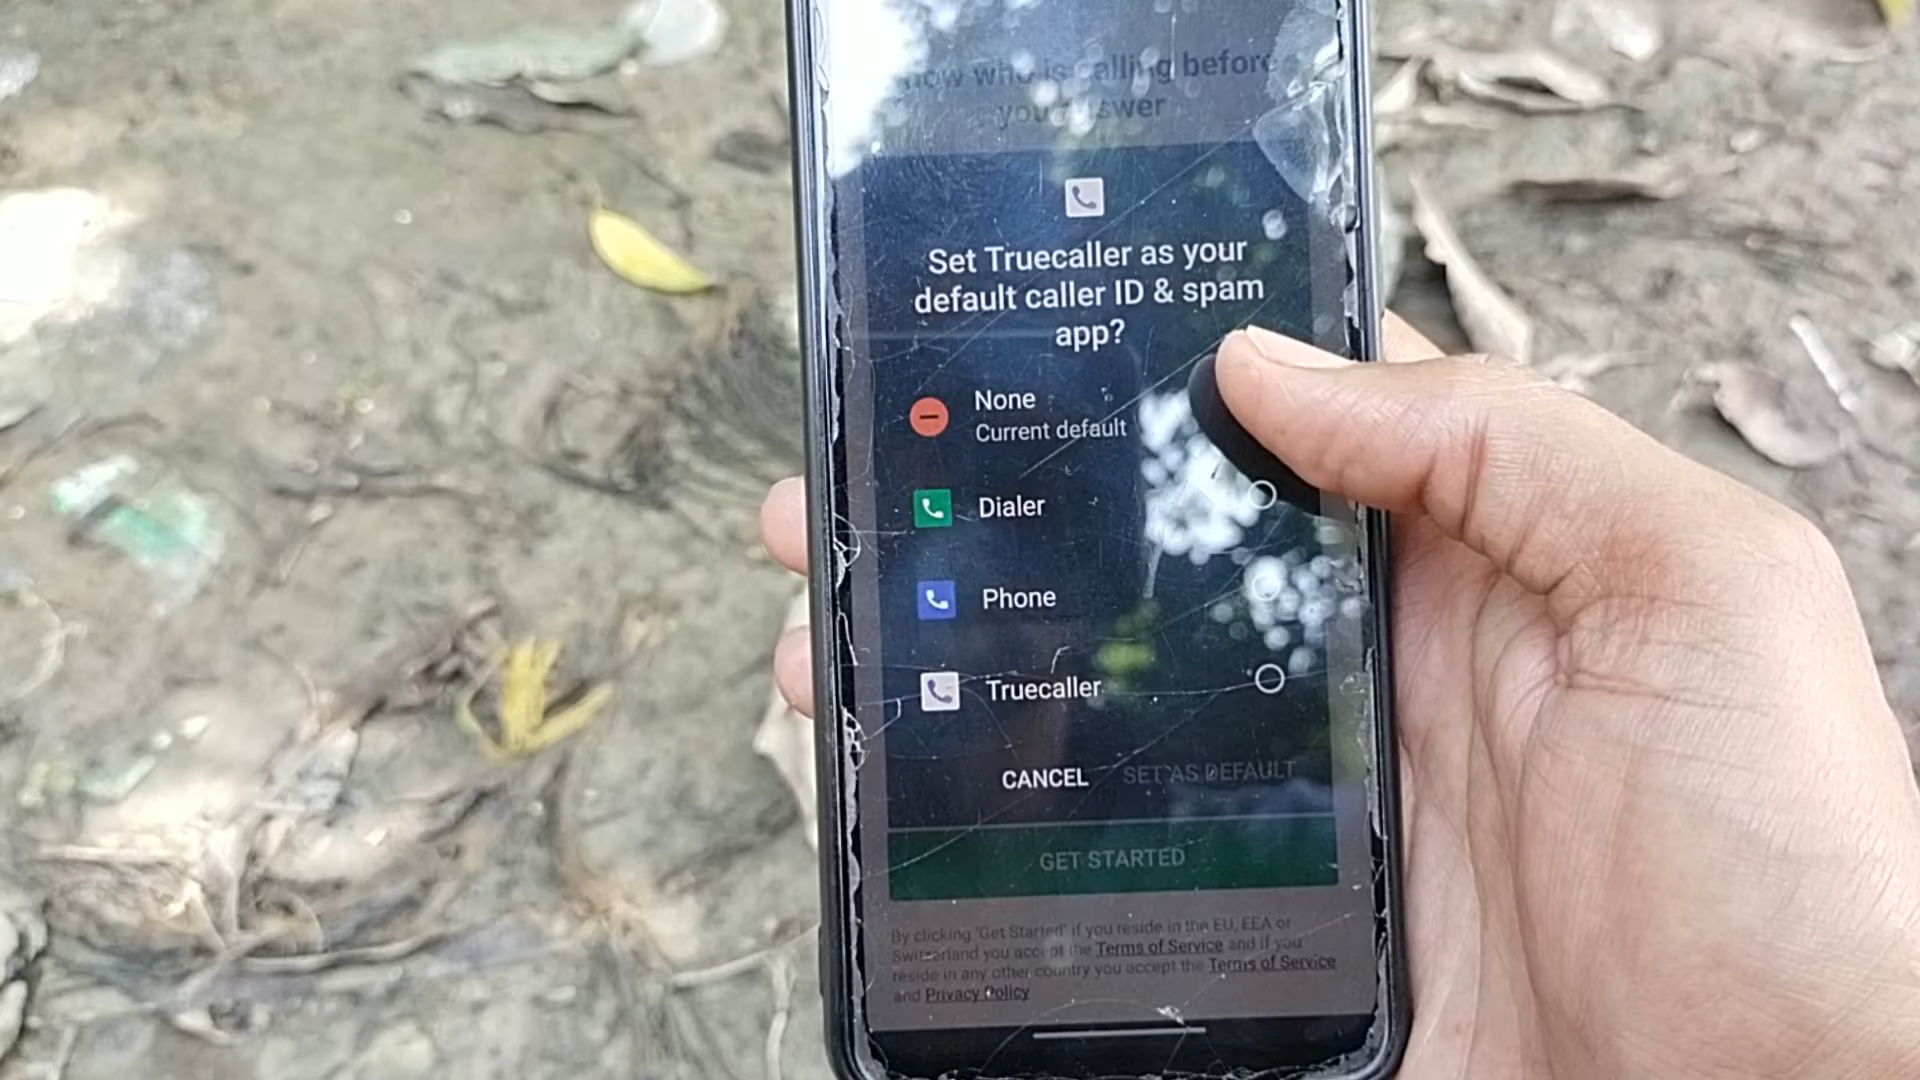 now who is calling before
you answer
Set Truecaller as your
default caller ID & spam
app?
None
Current default
Dialer
Phone
Truecaller
CANCEL SET AS DEFAULT
GET STARTED
By clicking 'Get Started' if you reside in the EU, EEA or
Switzerland you accept the Terms of Service and if you
reside in any other country you accept the Terms of Service
and Privacy Policy